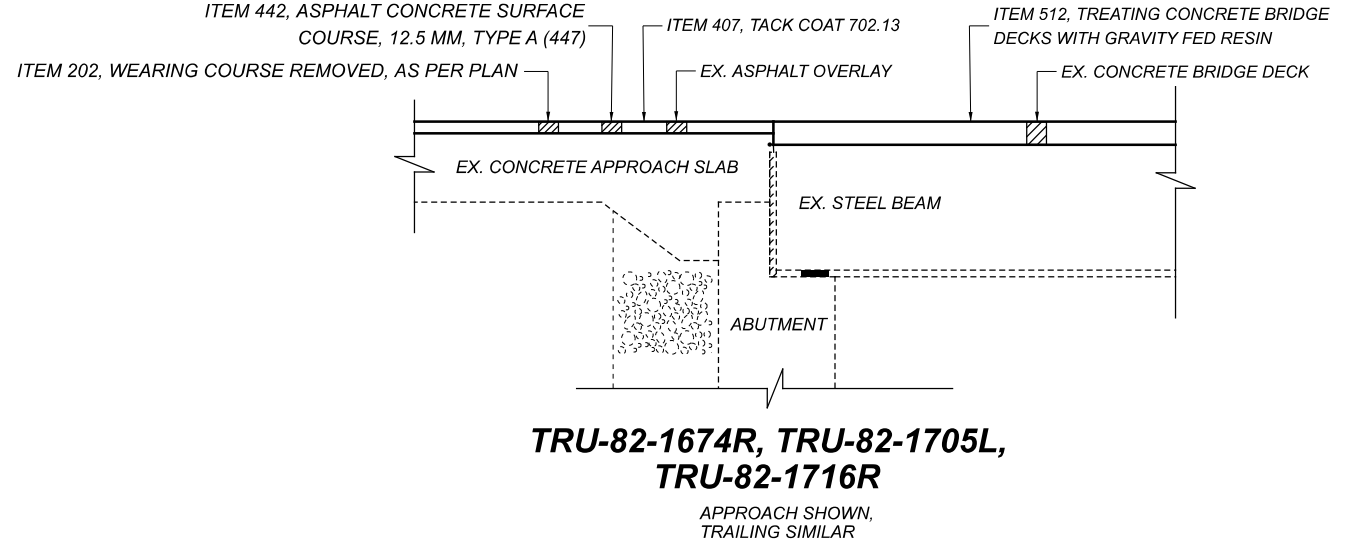 ITEM 442, ASPHALT CONCRETE SURFACE
COURSE, 12.5 MM, TYPE A (447)
ITEM 202, WEARING COURSE REMOVED, AS PER PLAN
ITEM 407, TACK COAT 702.13
EX. ASPHALT OVERLAY
ITEM 512, TREATING CONCRETE BRIDGE
DECKS WITH GRAVITY FED RESIN
EX. CONCRETE BRIDGE DECK
EX. CONCRETE APPROACH SLAB
EX. STEEL BEAM
ABUTMENT
TRU-82-1674R, TRU-82-1705L,
TRU-82-1716R
APPROACH SHOWN,
TRAILING SIMILAR